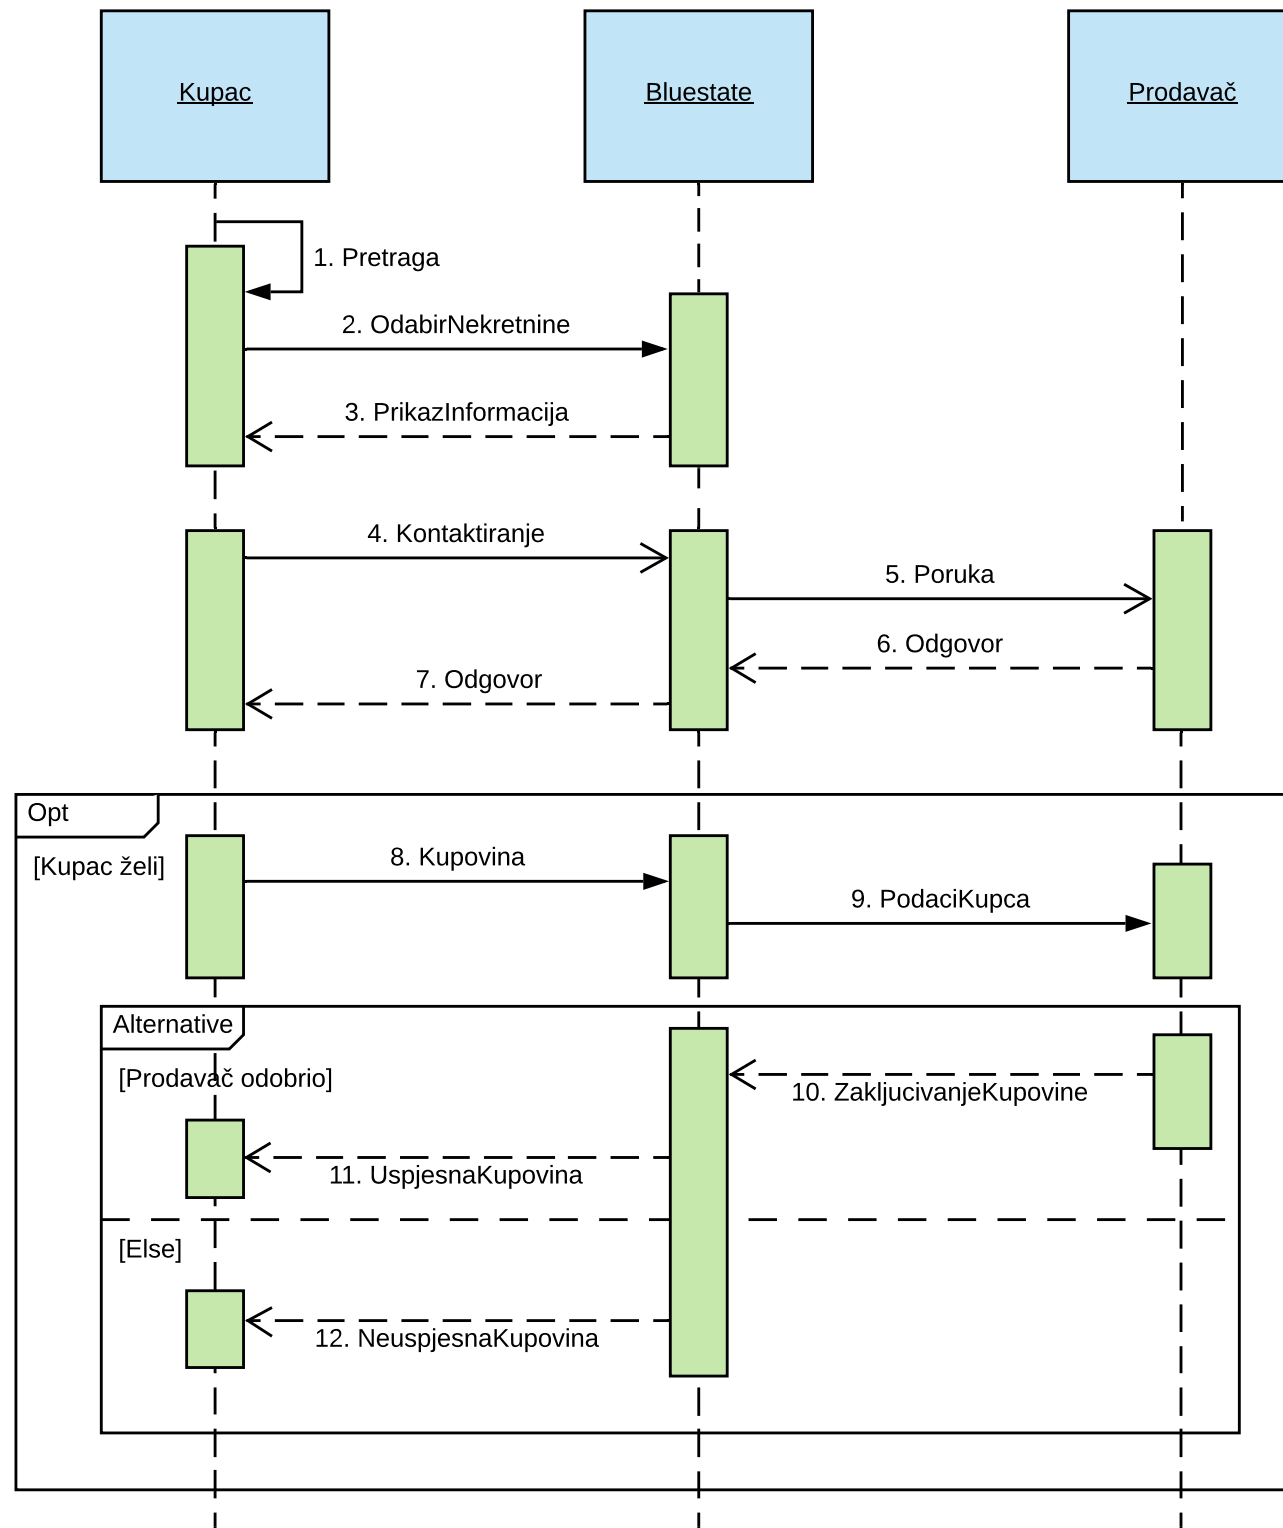 Kupac
Bluestate
Prodavač
1. Pretraga
2. OdabirNekretnine
3. PrikazInformacija
4. Kontaktiranje
5. Poruka
6. Odgovor
7. Odgovor
Opt
[Kupac želi]
8. Kupovina
9. PodaciKupca
Alternative
[Prodavač odobrio]
10. ZakljucivanjeKupovine
11. UspjesnaKupovina
[Else]
12. NeuspjesnaKupovina